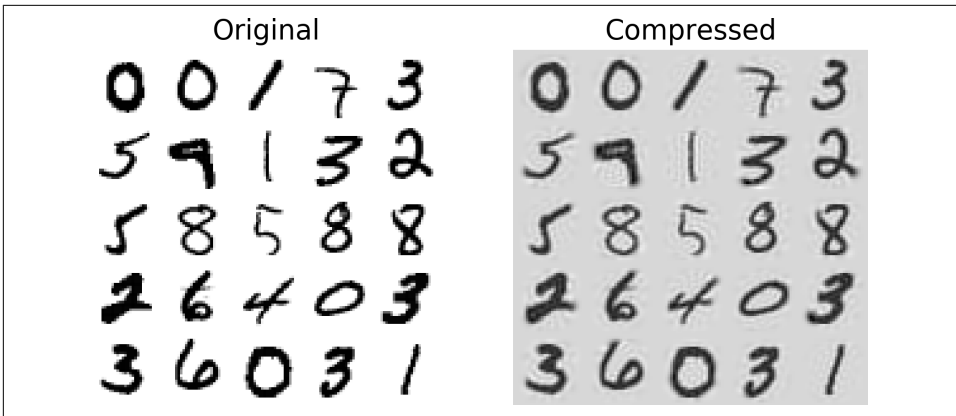 Original Compressed
0 0 1 7 3 0 0 1 7 3
5 9 1 3 2 5 9 1 3 2
5 8 5 8 8 5 8 5 8 8
2 6 4 0 3 2 6 4 0 3
3 6 0 3 1 3 6 0 3 1